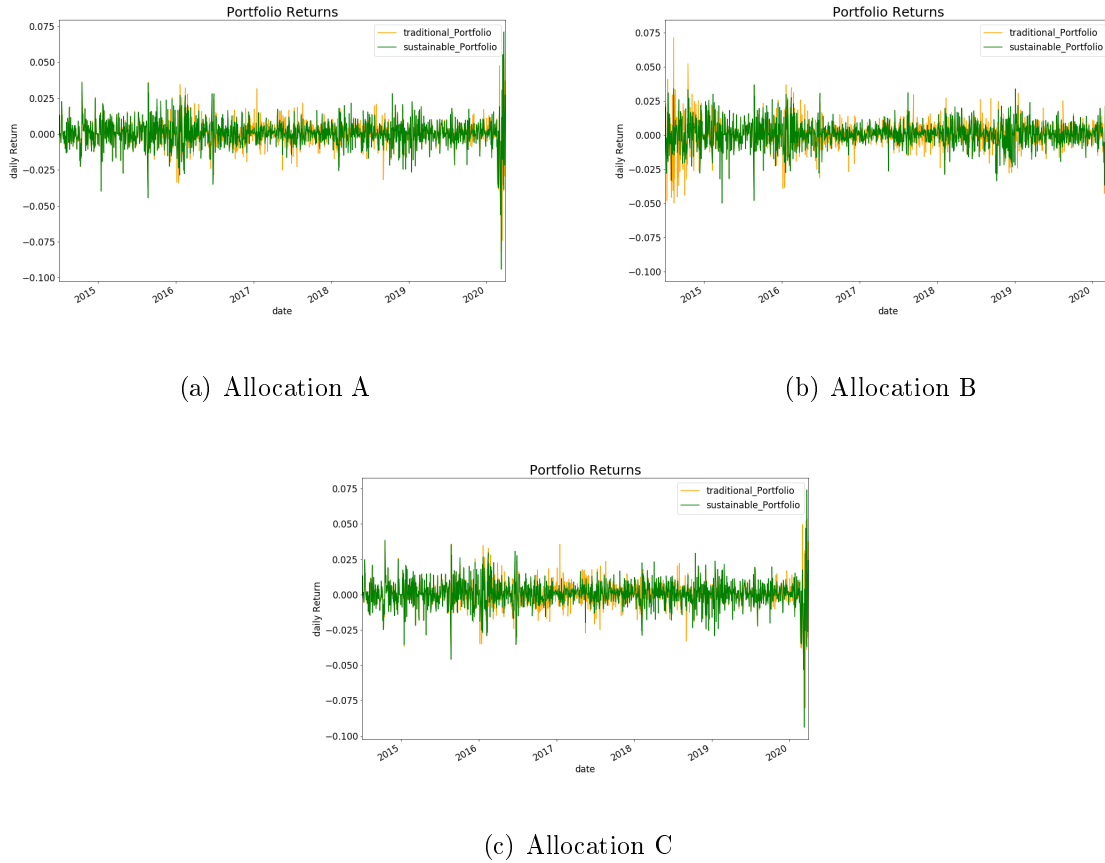 Portfolio Returns
traditional_Portfolio
sustainable_Portfolio
0.075
0.050
0.025
0.000
−0.025
−0.050
−0.075
−0.100
daily Return
2015
2016
2017
2018
2019
2020
date
(a) Allocation A
Portfolio Returns
traditional_Portfolio
sustainable_Portfolio
0.075
0.050
0.025
0.000
−0.025
−0.050
−0.075
−0.100
daily Return
2015
2016
2017
2018
2019
2020
date
(b) Allocation B
Portfolio Returns
traditional_Portfolio
sustainable_Portfolio
0.075
0.050
0.025
0.000
−0.025
−0.050
−0.075
−0.100
daily Return
2015
2016
2017
2018
2019
2020
date
(c) Allocation C